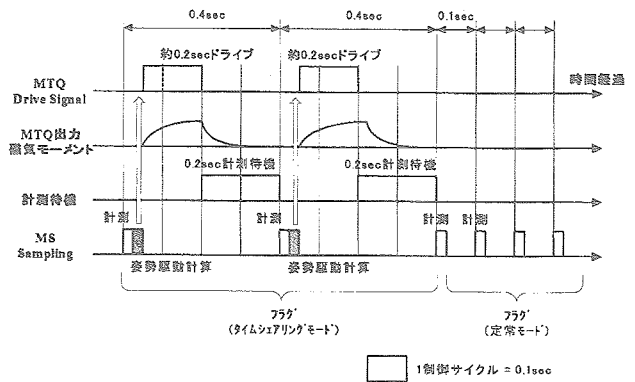 0.4sec 0.4sec 0.1sec
約0.2secドライブ 約0.2secドライブ
MTQ
Drive Signal
時間経過
MTQ出力
磁気モーメント
0.2sec計測待機 0.2sec計測待機
計測待機
計測 計測 計測 計測
MS
Sampling
姿勢駆動計算 姿勢駆動計算
フラグ
(タイムシェアリングモード)
フラグ
(定常モード)
1制御サイクル = 0.1sec